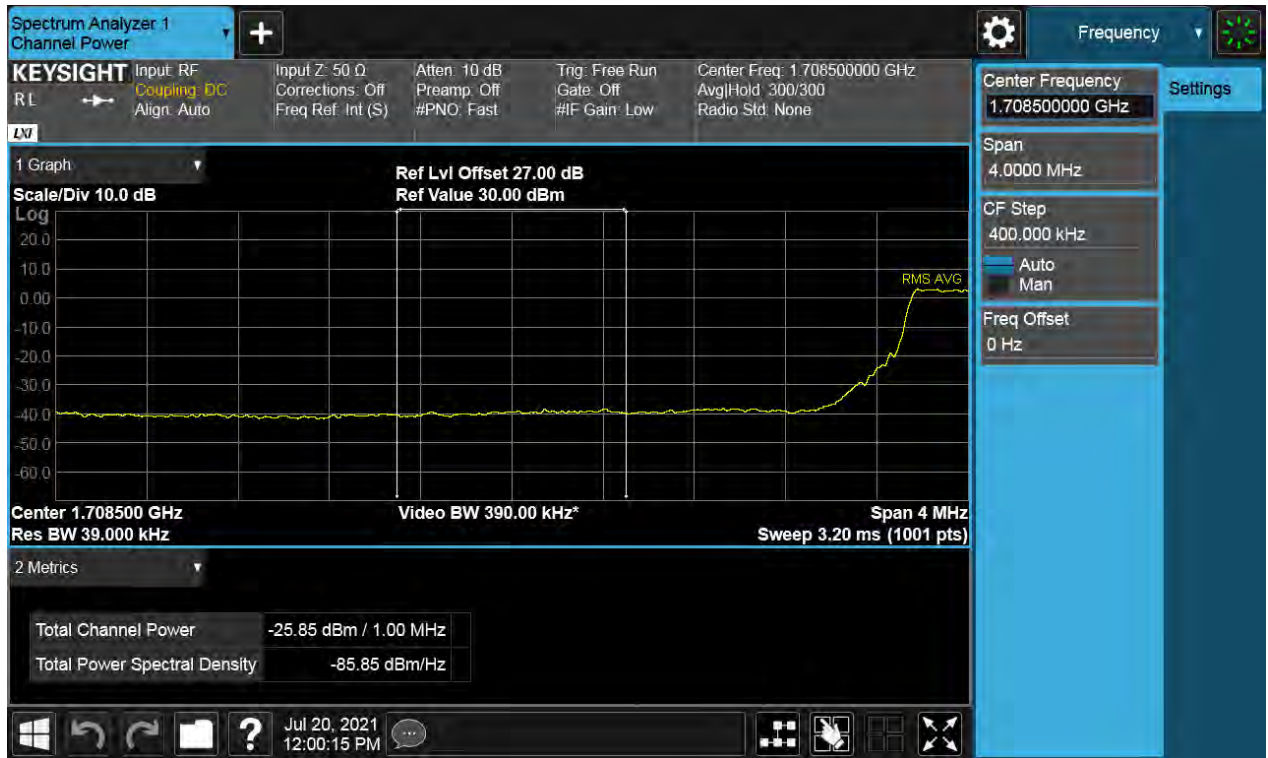 Spectrum Analyzer 1
Channel Power
+
Frequency
KEYSIGHT
RL
LXI
Input: RF
Coupling: DC
Align: Auto
Input Z: 50 Ω
Corrections: Off
Freq Ref: Int (S)
Atten: 10 dB
Preamp: Off
#PNO: Fast
Trig: Free Run
Gate: Off
#IF Gain: Low
Center Freq: 1.708500000 GHz
Avg|Hold: 300/300
Radio Std: None
Center Frequency
1.708500000 GHz
Settings
Span
4.0000 MHz
CF Step
400.000 kHz
Auto
Man
Freq Offset
0 Hz
1 Graph
Scale/Div 10.0 dB
Ref Lvl Offset 27.00 dB
Ref Value 30.00 dBm
Log
20.0
10.0
0.00
-10.0
-20.0
-30.0
-40.0
-50.0
-60.0
RMS AVG
Center 1.708500 GHz
Res BW 39.000 kHz
Video BW 390.00 kHz*
Span 4 MHz
Sweep 3.20 ms (1001 pts)
2 Metrics
Total Channel Power -25.85 dBm / 1.00 MHz
Total Power Spectral Density -85.85 dBm/Hz
?
Jul 20, 2021
12:00:15 PM